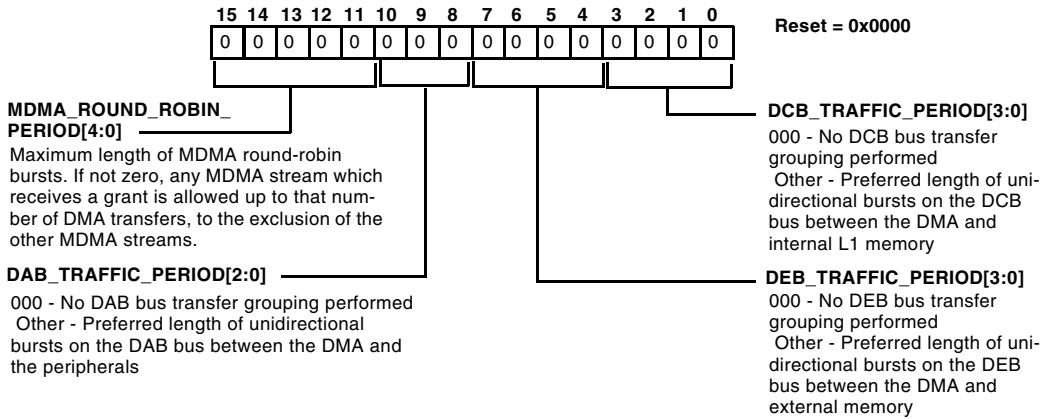 15 14 13 12 11 10 9 8 7 6 5 4 3 2 1 0
0 0 0 0 0 0 0 0 0 0 0 0 0 0 0 0
Reset = 0x0000
MDMA_ROUND_ROBIN_
PERIOD[4:0]
Maximum length of MDMA round-robin
bursts. If not zero, any MDMA stream which
receives a grant is allowed up to that num-
ber of DMA transfers, to the exclusion of the
other MDMA streams.
DAB_TRAFFIC_PERIOD[2:0]
000 - No DAB bus transfer grouping performed
Other - Preferred length of unidirectional
bursts on the DAB bus between the DMA and
the peripherals
DCB_TRAFFIC_PERIOD[3:0]
000 - No DCB bus transfer
grouping performed
Other - Preferred length of uni-
directional bursts on the DCB
bus between the DMA and
internal L1 memory
DEB_TRAFFIC_PERIOD[3:0]
000 - No DEB bus transfer
grouping performed
Other - Preferred length of uni-
directional bursts on the DEB
bus between the DMA and
external memory